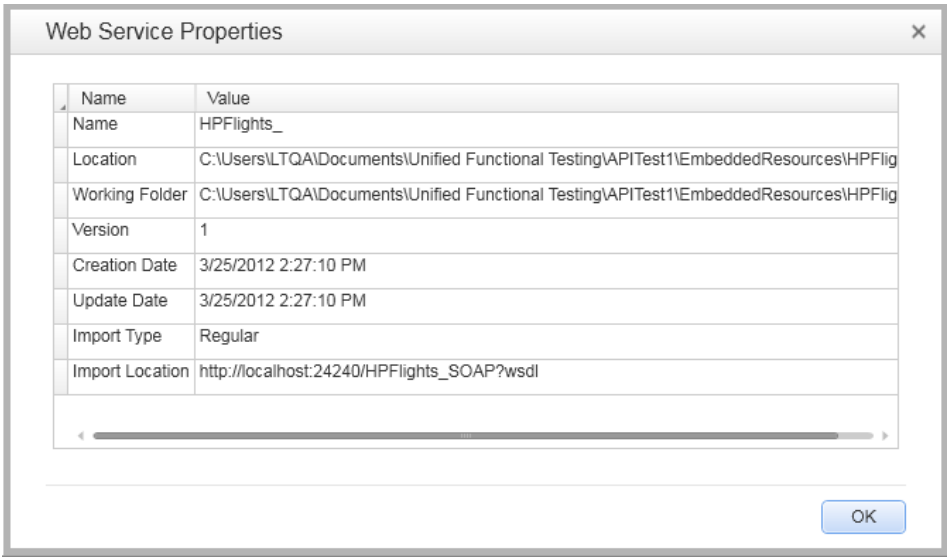 Web Service Properties
Name Value
Name HPFlights_
Location C:\Users\LTQA\Documents\Unified Functional Testing\APITest1\EmbeddedResources\HPFlig
Working Folder C:\Users\LTQA\Documents\Unified Functional Testing\APITest1\EmbeddedResources\HPFlig
Version 1
Creation Date 3/25/2012 2:27:10 PM
Update Date 3/25/2012 2:27:10 PM
Import Type Regular
Import Location http://localhost:24240/HPFlights_SOAP?wsdl
OK